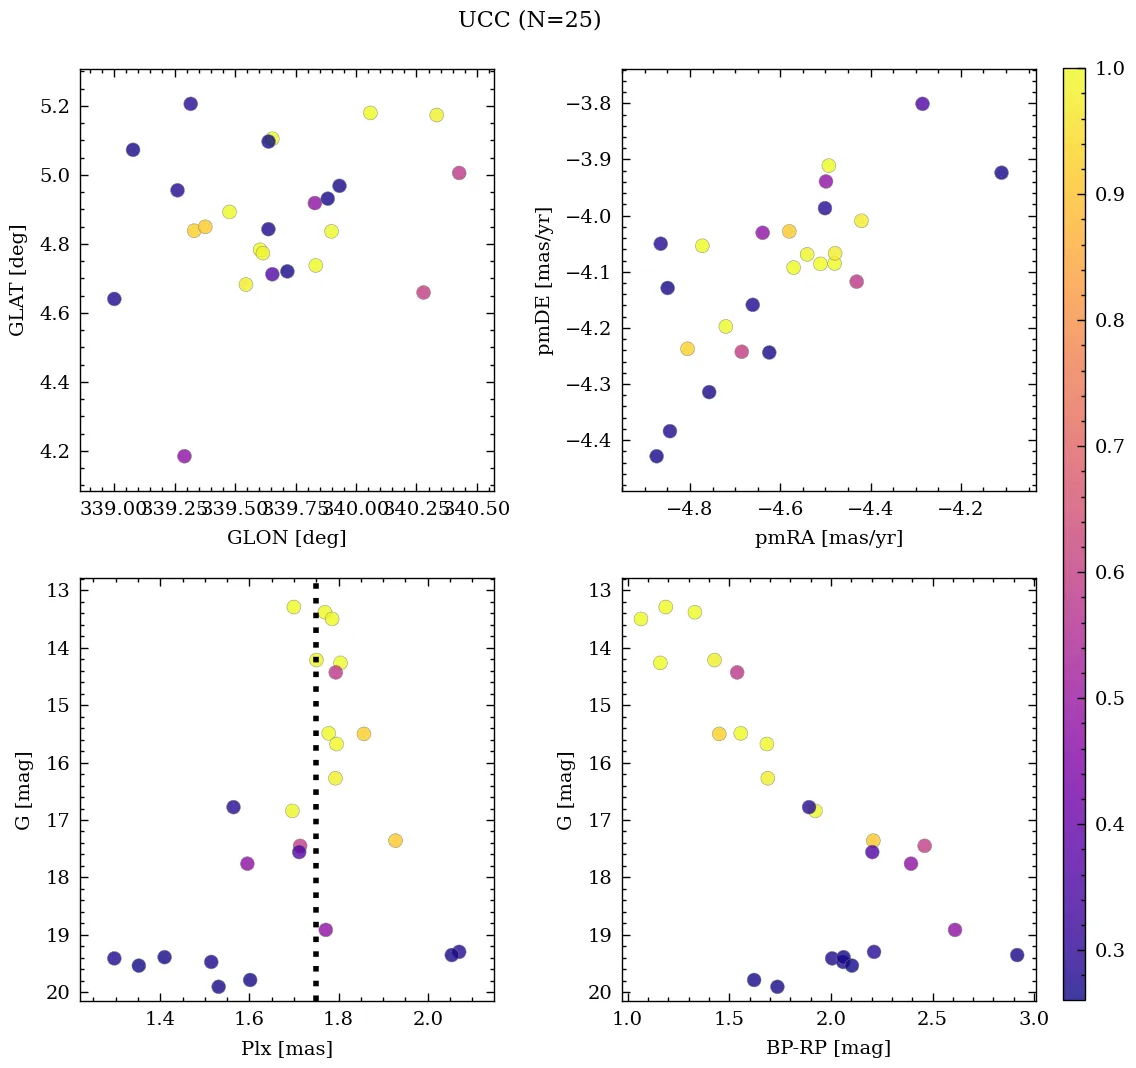 UCC (N=25)
5.2
5.0
4.8
4.6
4.4
4.2
GLAT [deg]
339.00 339.25 339.50 339.75 340.00 340.25 340.50
GLON [deg]
−3.8
−3.9
−4.0
−4.1
−4.2
−4.3
−4.4
pmDE [mas/yr]
−4.8 −4.6 −4.4 −4.2
pmRA [mas/yr]
13
14
15
16
17
18
19
20
G [mag]
1.4 1.6 1.8 2.0
Plx [mas]
13
14
15
16
17
18
19
20
G [mag]
1.0 1.5 2.0 2.5 3.0
BP-RP [mag]
1.0
0.9
0.8
0.7
0.6
0.5
0.4
0.3